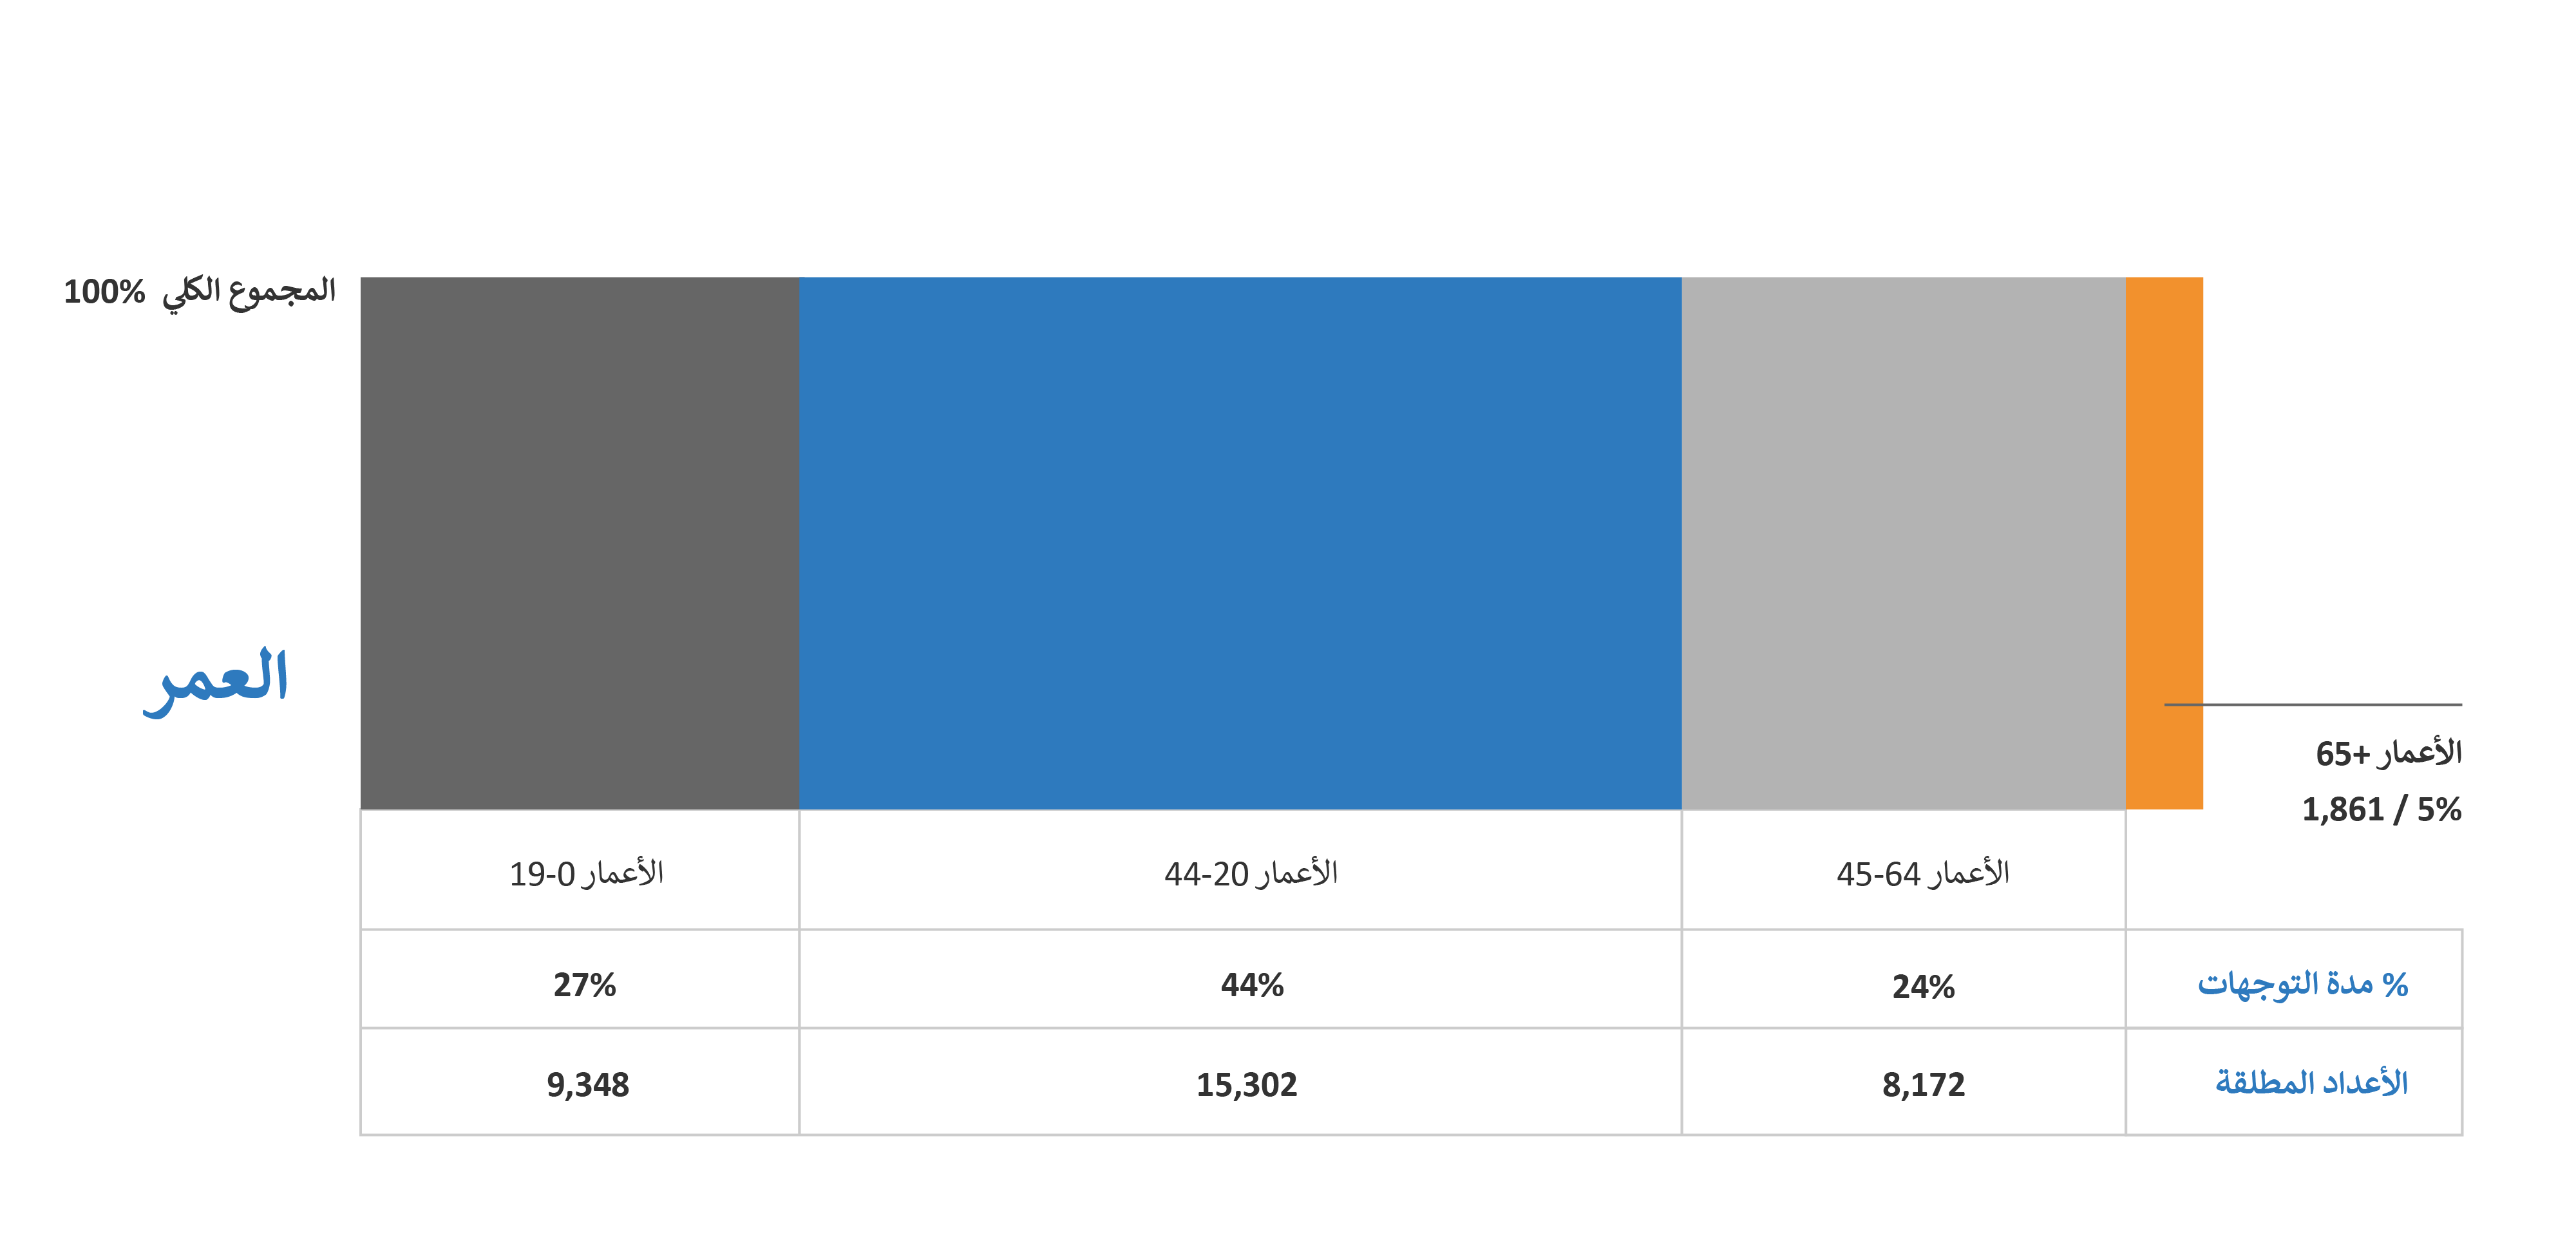 المجموع الكلي 100%
العمر
الأعمار +65
1,861 / 5%
الأعمار 0-19
الأعمار 20-44
الأعمار 45-64
27%
44%
24%
% مدة التوجهات
9,348
15,302
8,172
الأعداد المطلقة